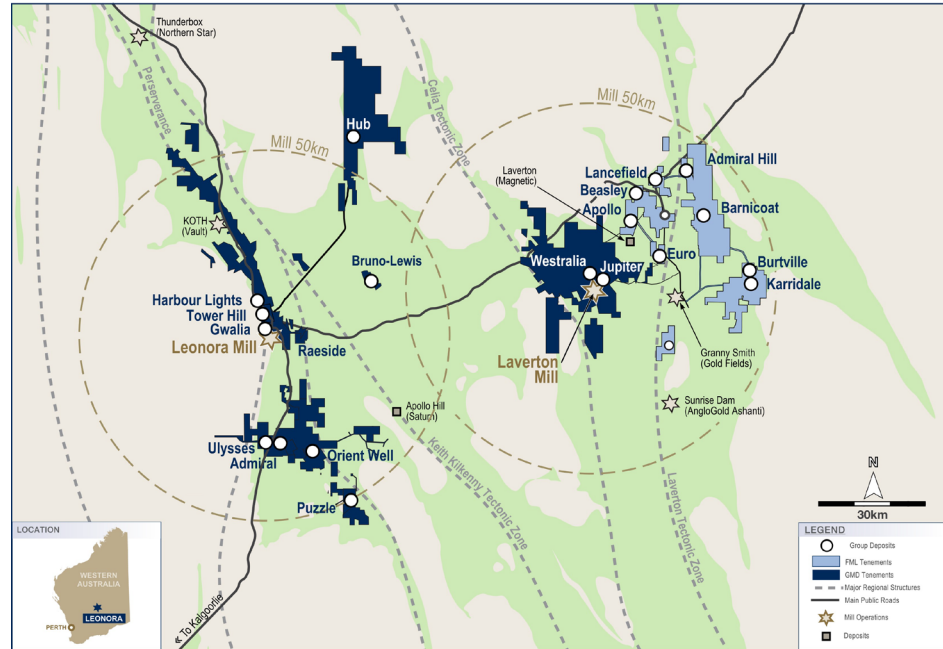 Thunderbox
(Northern Star)
Perseverance
Mill 50km
Hub
Celia Tectonic Zone
Mill 50km
Laverton
(Magnetic)
Lancefield
Beasley
Apollo
Admiral Hill
Barnicoat
KOTH
(Vault)
Bruno-Lewis
Westralia
Jupiter
Euro
Burtville
Karridale
Harbour Lights
Tower Hill
Gwalia
Leonora Mill
Raeside
Laverton
Mill
Granny Smith
(Gold Fields)
Apollo Hill
(Saturn)
Sunrise Dam
(AngloGold Ashanti)
Ulysses
Admiral
Orient Well
Keith Kilkenny Tectonic Zone
Laverton Tectonic Zone
Puzzle
N
30km
<< To Kalgoorlie
LOCATION
WESTERN
AUSTRALIA
LEONORA
PERTH
LEGEND
Group Deposits
FML Tenements
GMD Tenements
Major Regional Structures
Main Public Roads
Mill Operations
Deposits